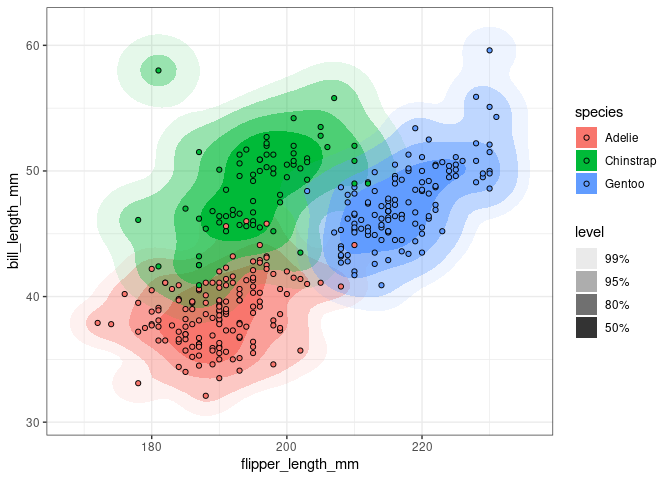 60
50
40
30
bill_length_mm
180
200
220
flipper_length_mm
species
Adelie
Chinstrap
Gentoo
level
99%
95%
80%
50%